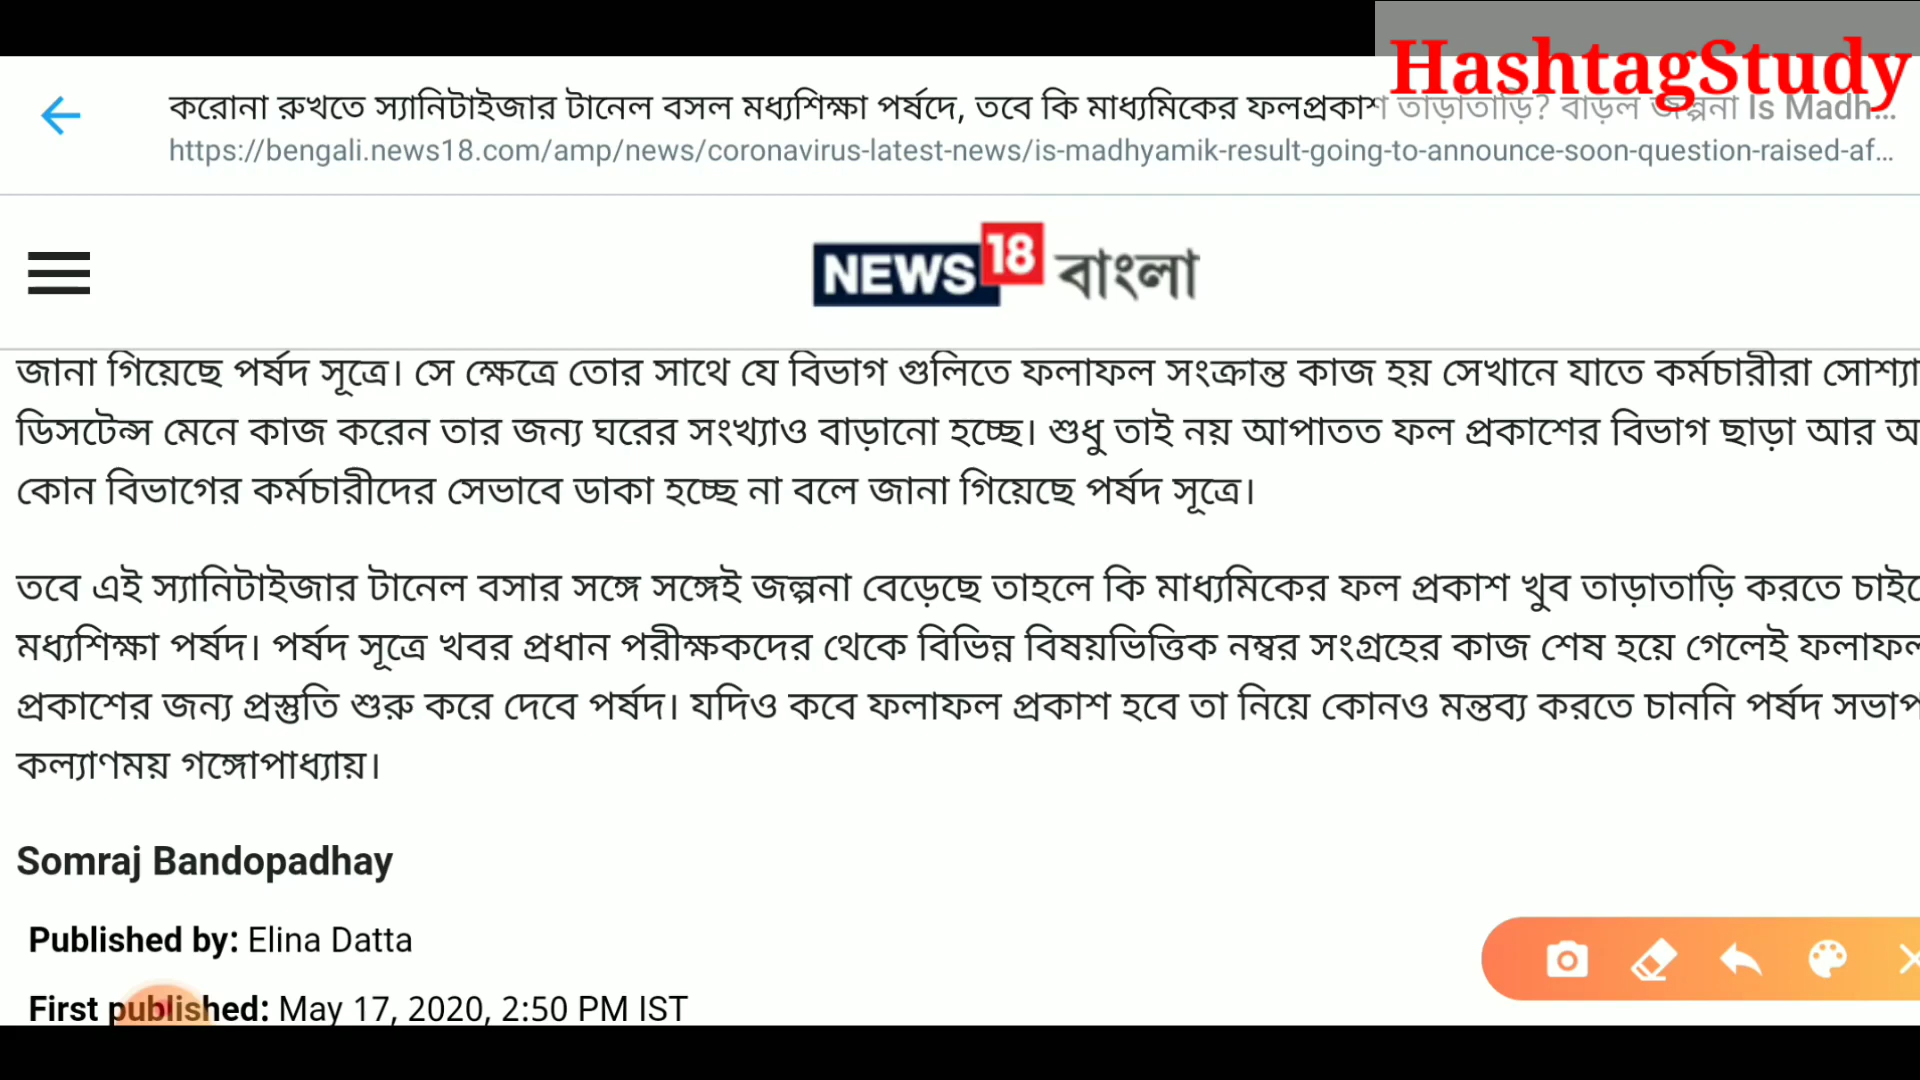 HashtagStudy
করোনা রুখতে স্যানিটাইজার টানেল বসল মধ্যশিক্ষা পর্ষদে, তবে কি মাধ্যমিকের ফলপ্রকাশ তাড়াতাড়ি? বাড়ল জল্পনা Is Madh...
https://bengali.news18.com/amp/news/coronavirus-latest-news/is-madhyamik-result-going-to-announce-soon-question-raised-af...
NEWS 18 বাংলা
জানা গিয়েছে পর্ষদ সূত্রে। সে ক্ষেত্রে তোর সাথে যে বিভাগ গুলিতে ফলাফল সংক্রান্ত কাজ হয় সেখানে যাতে কর্মচারীরা সোশ্যা
ডিসটেন্স মেনে কাজ করেন তার জন্য ঘরের সংখ্যাও বাড়ানো হচ্ছে। শুধু তাই নয় আপাতত ফল প্রকাশের বিভাগ ছাড়া আর অ
কোন বিভাগের কর্মচারীদের সেভাবে ডাকা হচ্ছে না বলে জানা গিয়েছে পর্ষদ সূত্রে।
তবে এই স্যানিটাইজার টানেল বসার সঙ্গে সঙ্গেই জল্পনা বেড়েছে তাহলে কি মাধ্যমিকের ফল প্রকাশ খুব তাড়াতাড়ি করতে চাইে
মধ্যশিক্ষা পর্ষদ। পর্ষদ সূত্রে খবর প্রধান পরীক্ষকদের থেকে বিভিন্ন বিষয়ভিত্তিক নম্বর সংগ্রহের কাজ শেষ হয়ে গেলেই ফলাফল
প্রকাশের জন্য প্রস্তুতি শুরু করে দেবে পর্ষদ। যদিও কবে ফলাফল প্রকাশ হবে তা নিয়ে কোনও মন্তব্য করতে চাননি পর্ষদ সভাপ
কল্যাণময় গঙ্গোপাধ্যায়।
Somraj Bandopadhay
Published by: Elina Datta
First published: May 17, 2020, 2:50 PM IST